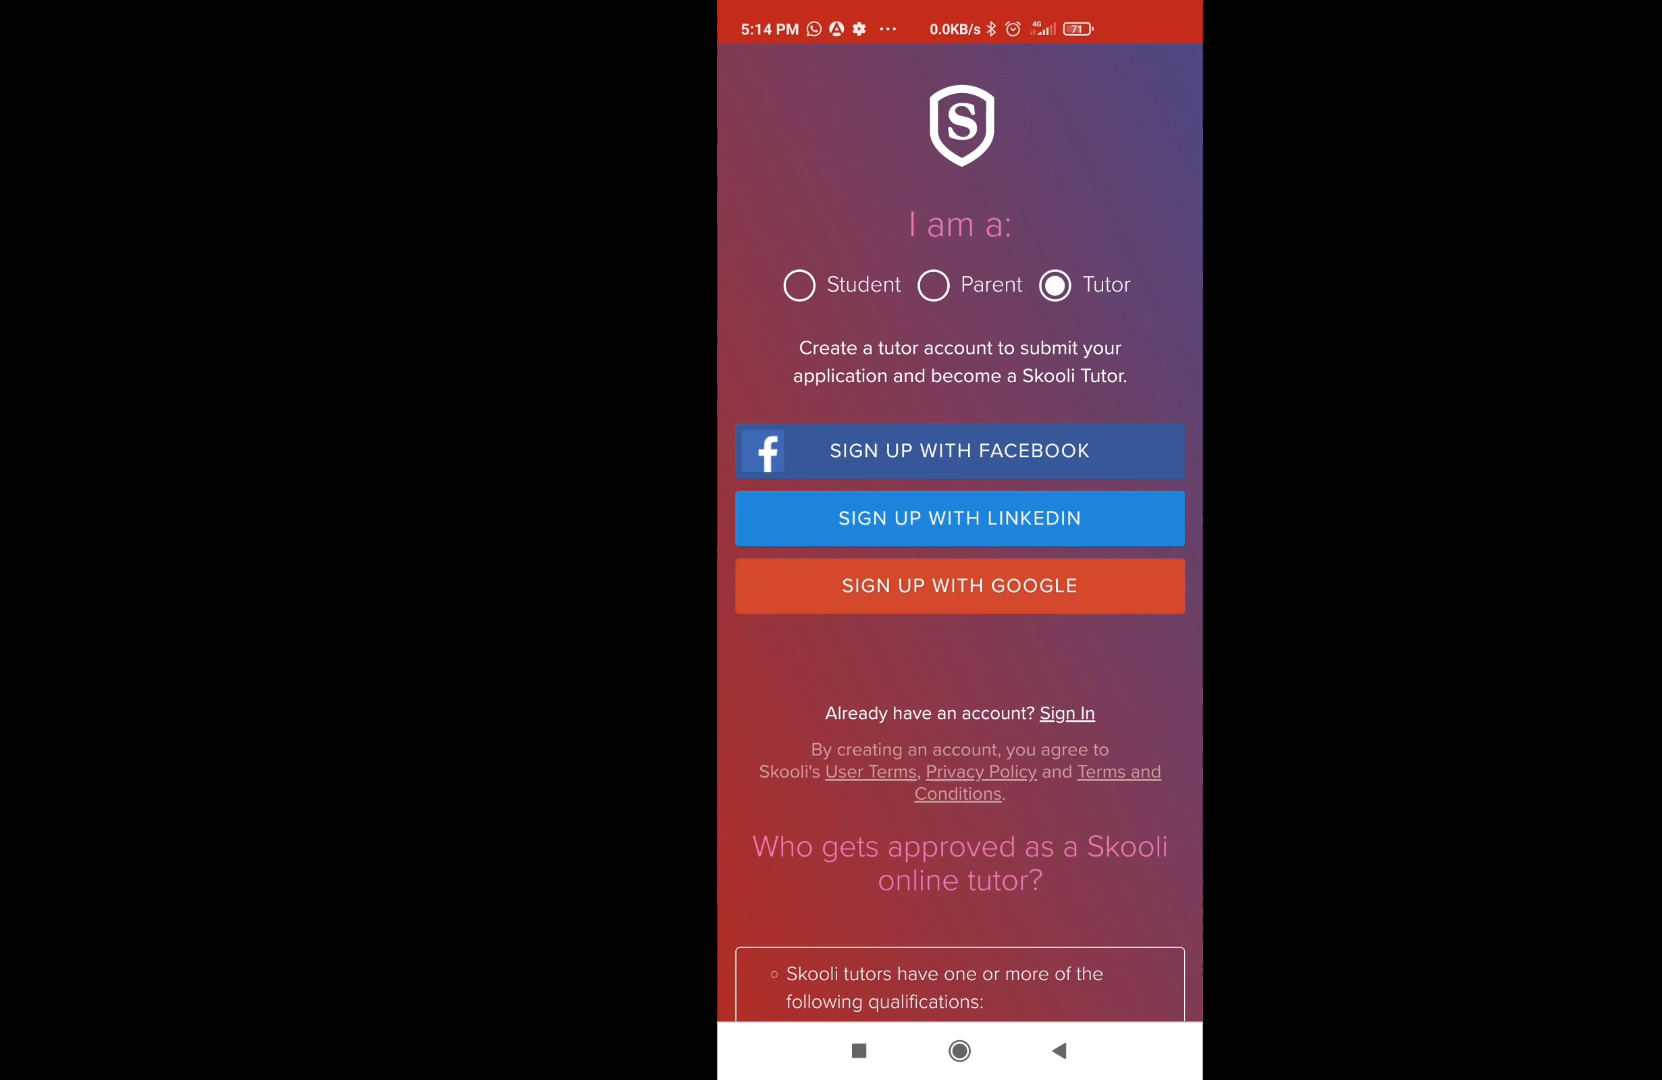 5:14 PM 0.0KB/s 4G 71
S
I am a:
Student Parent Tutor
Create a tutor account to submit your
application and become a Skooli Tutor.
f SIGN UP WITH FACEBOOK
SIGN UP WITH LINKEDIN
SIGN UP WITH GOOGLE
Already have an account? Sign In
By creating an account, you agree to
Skooli's User Terms, Privacy Policy and Terms and
Conditions.
Who gets approved as a Skooli
online tutor?
Skooli tutors have one or more of the
following qualifications: